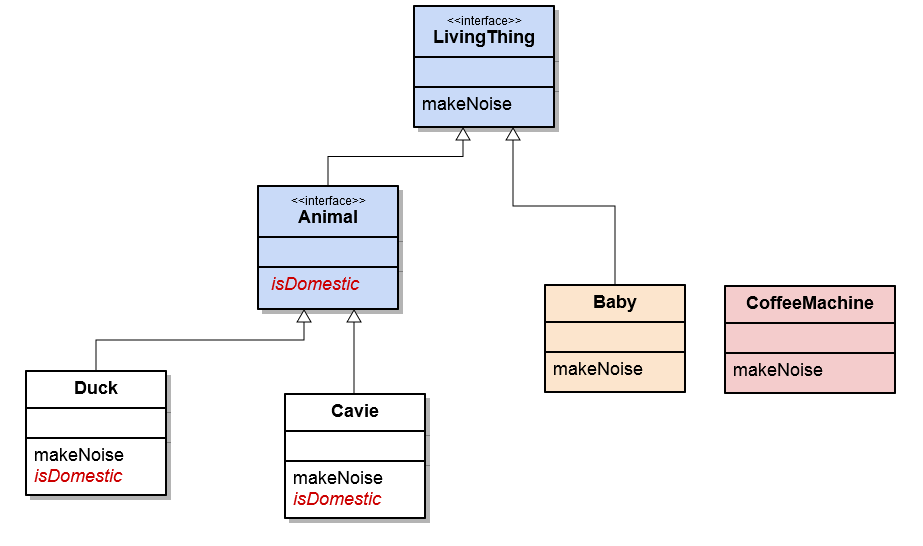 <<interface>>
LivingThing
makeNoise
<<interface>>
Animal
isDomestic
Baby
makeNoise
CoffeeMachine
makeNoise
Duck
makeNoise
isDomestic
Cavie
makeNoise
isDomestic